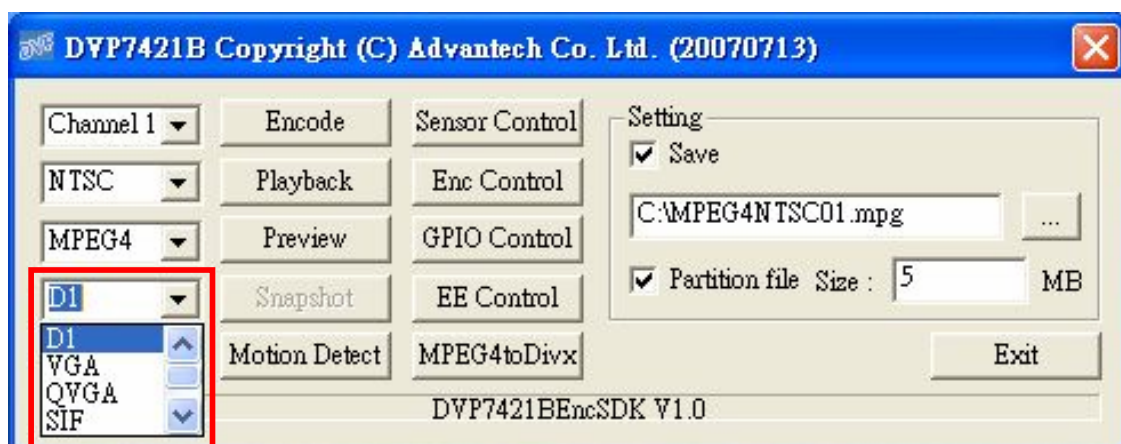 DVP7421B Copyright (C) Advantech Co. Ltd. (20070713)
Channel 1 Encode Sensor Control Setting
Save
NTSC Playback Enc Control
C:\MPEG4NTSC01.mpg ...
MPEG4 Preview GPIO Control
D1 Snapshot EE Control Partition file Size : 5 MB
D1
VGA Motion Detect MPEG4toDivx Exit
QVGA
SIF DVP7421BEncSDK V1.0